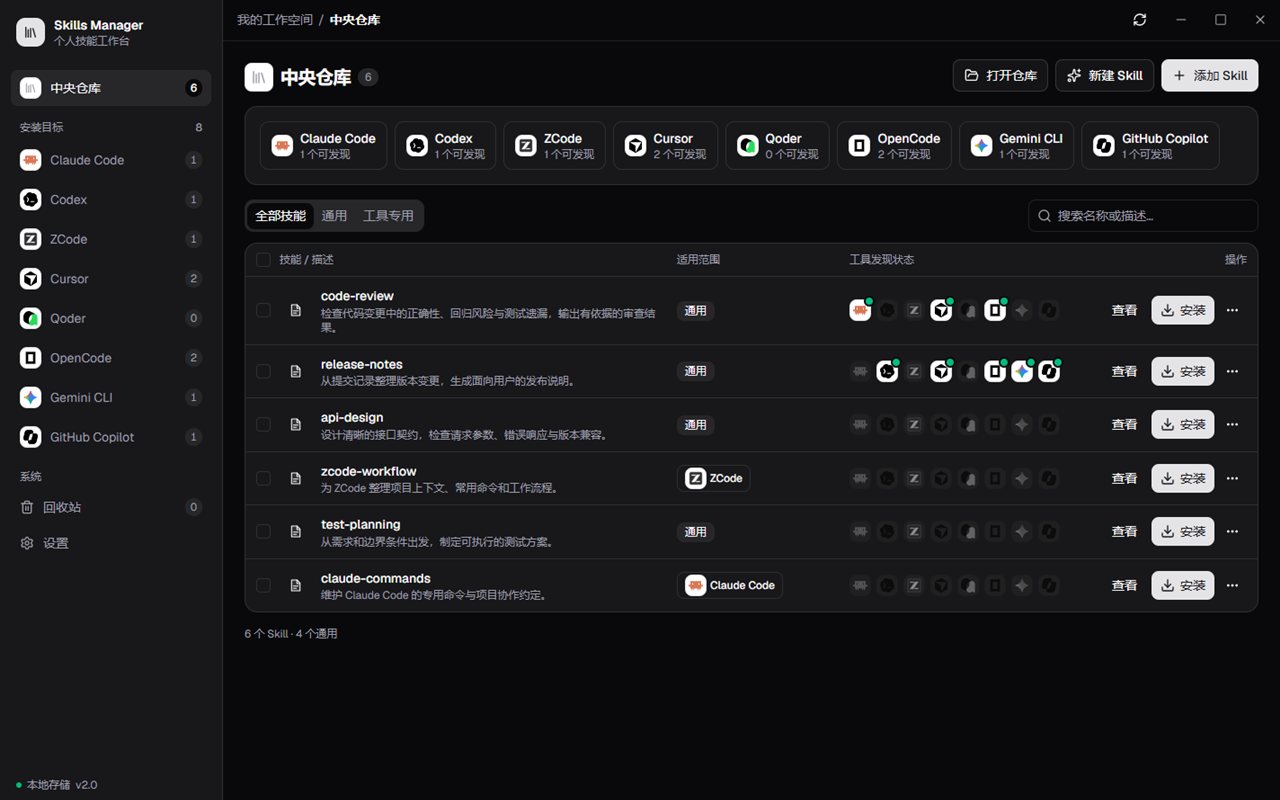 Skills Manager
个人技能工作台
中央仓库 6
安装目标 8
Claude Code 1
Codex 1
ZCode 1
Cursor 2
Qoder 0
OpenCode 2
Gemini CLI 1
GitHub Copilot 1
系统
回收站 0
设置
本地存储 v2.0
我的工作空间 / 中央仓库
中央仓库 6
打开仓库 新建 Skill 添加 Skill
Claude Code
1 个可发现
Codex
1 个可发现
ZCode
1 个可发现
Cursor
2 个可发现
Qoder
0 个可发现
OpenCode
2 个可发现
Gemini CLI
1 个可发现
GitHub Copilot
1 个可发现
全部技能 通用 工具专用
搜索名称或描述...
技能 / 描述 适用范围 工具发现状态 操作
code-review
检查代码变更中的正确性、回归风险与测试遗漏，输出有依据的审查结
果。
通用 查看 安装
release-notes
从提交记录整理版本变更，生成面向用户的发布说明。
通用 查看 安装
api-design
设计清晰的接口契约，检查请求参数、错误响应与版本兼容。
通用 查看 安装
zcode-workflow
为 ZCode 整理项目上下文、常用命令和工作流程。
ZCode 查看 安装
test-planning
从需求和边界条件出发，制定可执行的测试方案。
通用 查看 安装
claude-commands
维护 Claude Code 的专用命令与项目协作约定。
Claude Code 查看 安装
6 个 Skill · 4 个通用